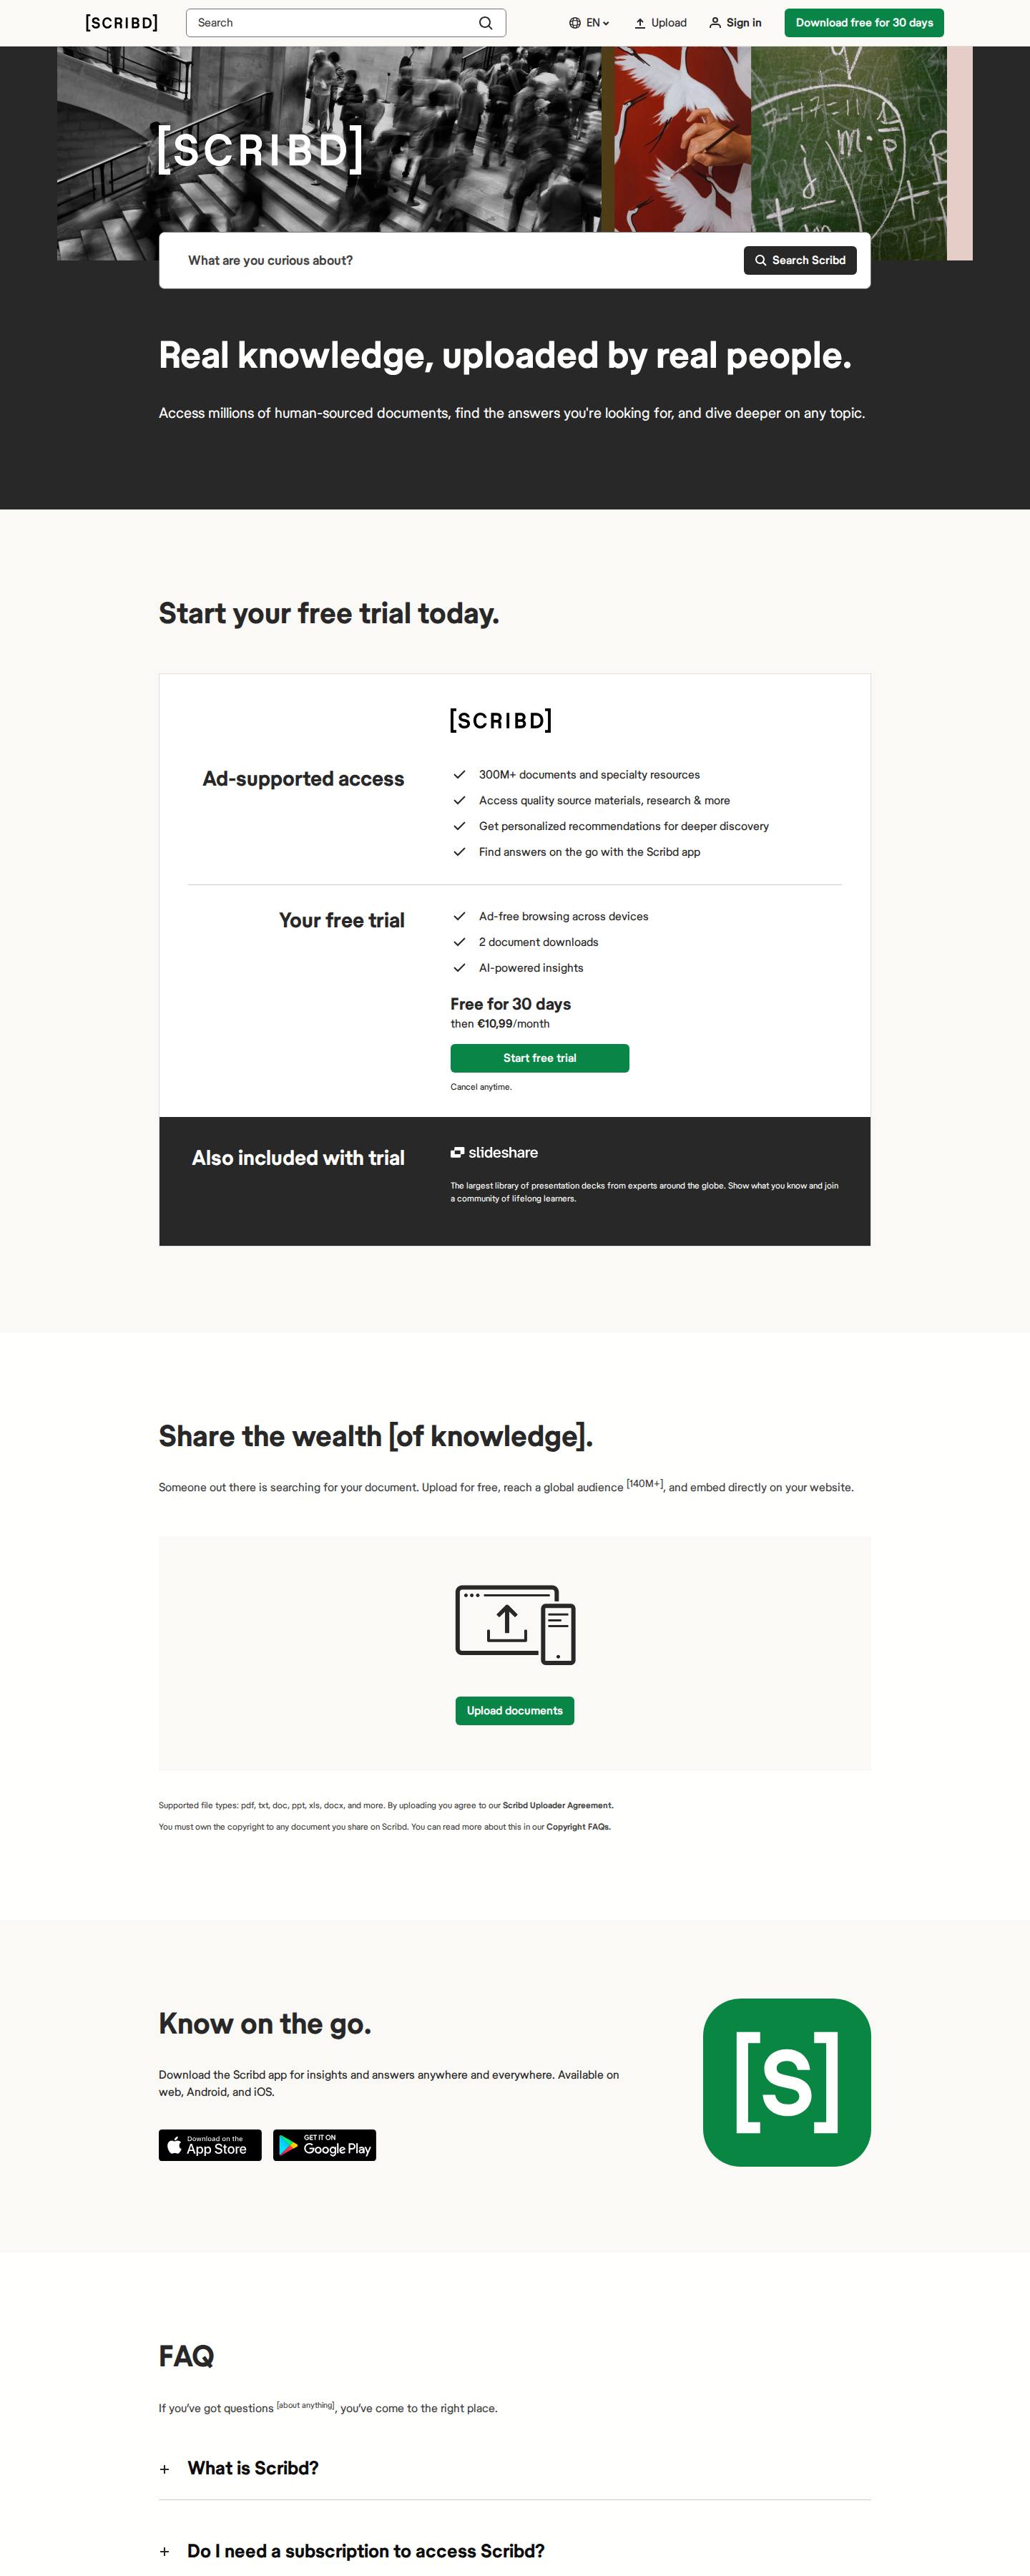 [SCRIBD]
Search
EN
Upload
Sign in
Download free for 30 days
[SCRIBD]
What are you curious about?
Search Scribd
Real knowledge, uploaded by real people.
Access millions of human-sourced documents, find the answers you're looking for, and dive deeper on any topic.
Start your free trial today.
[SCRIBD]
Ad-supported access
300M+ documents and specialty resources
Access quality source materials, research & more
Get personalized recommendations for deeper discovery
Find answers on the go with the Scribd app
Your free trial
Ad-free browsing across devices
2 document downloads
AI-powered insights
Free for 30 days
then €10,99/month
Start free trial
Cancel anytime.
Also included with trial
slideshare
The largest library of presentation decks from experts around the globe. Show what you know and join
a community of lifelong learners.
Share the wealth [of knowledge].
Someone out there is searching for your document. Upload for free, reach a global audience [140M+], and embed directly on your website.
Upload documents
Supported file types: pdf, txt, doc, ppt, xls, docx, and more. By uploading you agree to our Scribd Uploader Agreement.
You must own the copyright to any document you share on Scribd. You can read more about this in our Copyright FAQs.
Know on the go.
Download the Scribd app for insights and answers anywhere and everywhere. Available on
web, Android, and iOS.
Download on the
App Store
GET IT ON
Google Play
[S]
FAQ
If you’ve got questions [about anything], you’ve come to the right place.
What is Scribd?
Do I need a subscription to access Scribd?